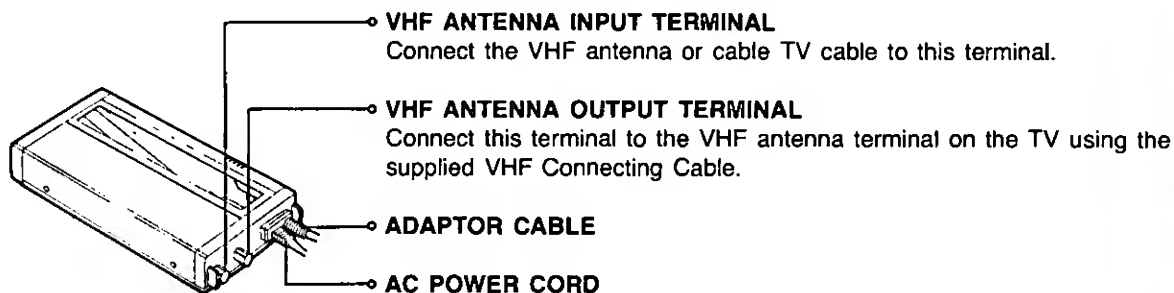 VHF ANTENNA INPUT TERMINAL
Connect the VHF antenna or cable TV cable to this terminal.
VHF ANTENNA OUTPUT TERMINAL
Connect this terminal to the VHF antenna terminal on the TV using the
supplied VHF Connecting Cable.
ADAPTOR CABLE
AC POWER CORD